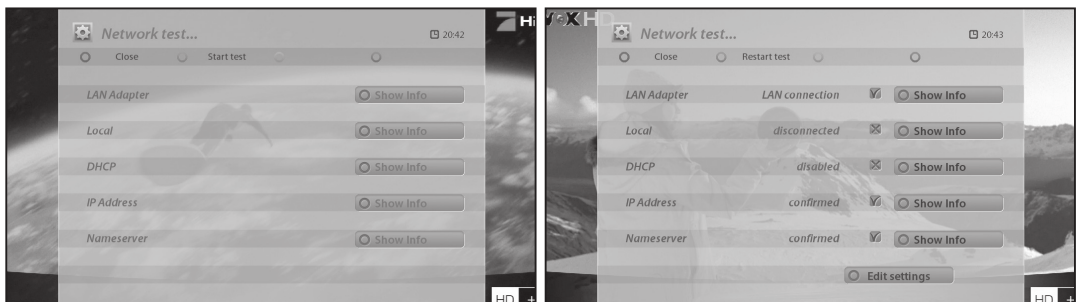 Network test...
20:42
Close Start test
LAN Adapter Show Info
Local Show Info
DHCP Show Info
IP Address Show Info
Nameserver Show Info
Hi
HD +
HD
Network test...
20:43
Close Restart test
LAN Adapter LAN connection Show Info
Local disconnected Show Info
DHCP disabled Show Info
IP Address confirmed Show Info
Nameserver confirmed Show Info
Edit settings
HD +